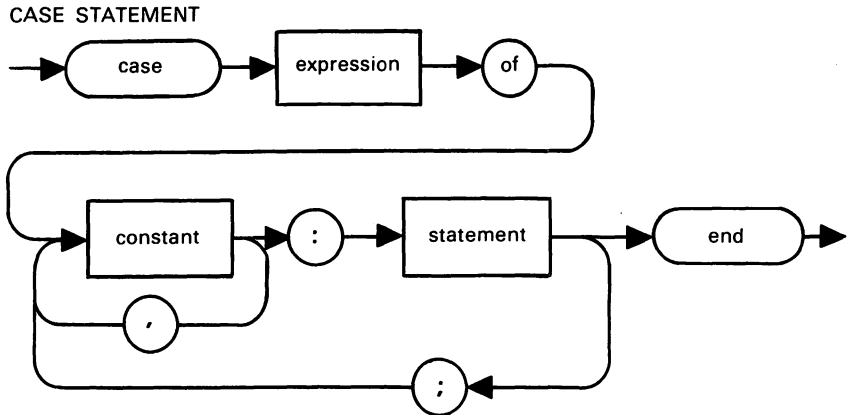 CASE STATEMENT
case expression of
constant : statement end
,
;